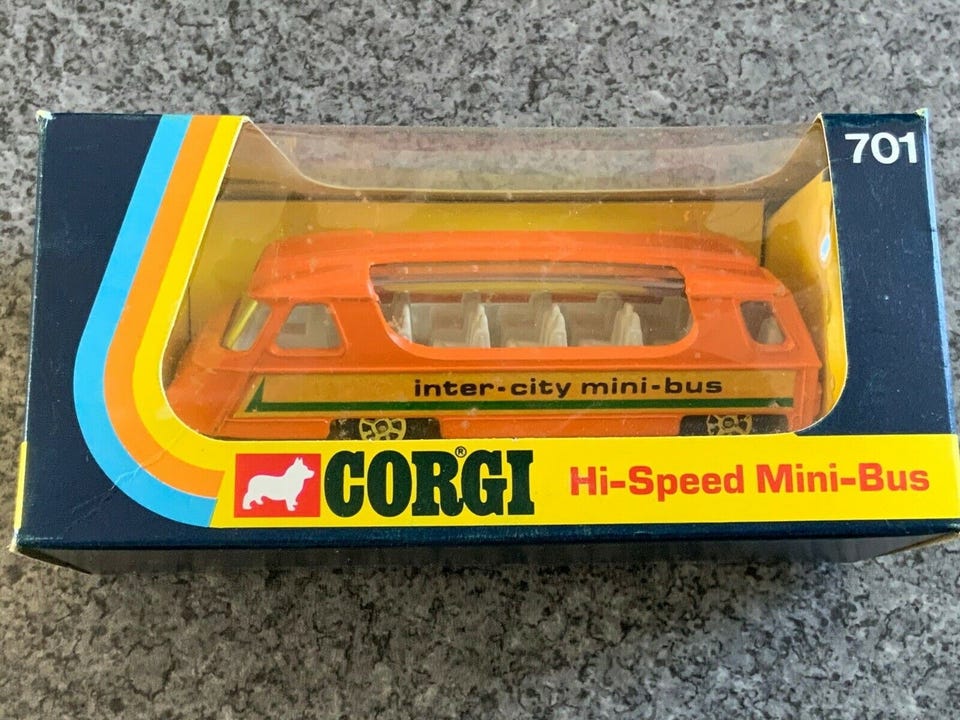 701
inter-city mini-bus
CORGI®
Hi-Speed Mini-Bus